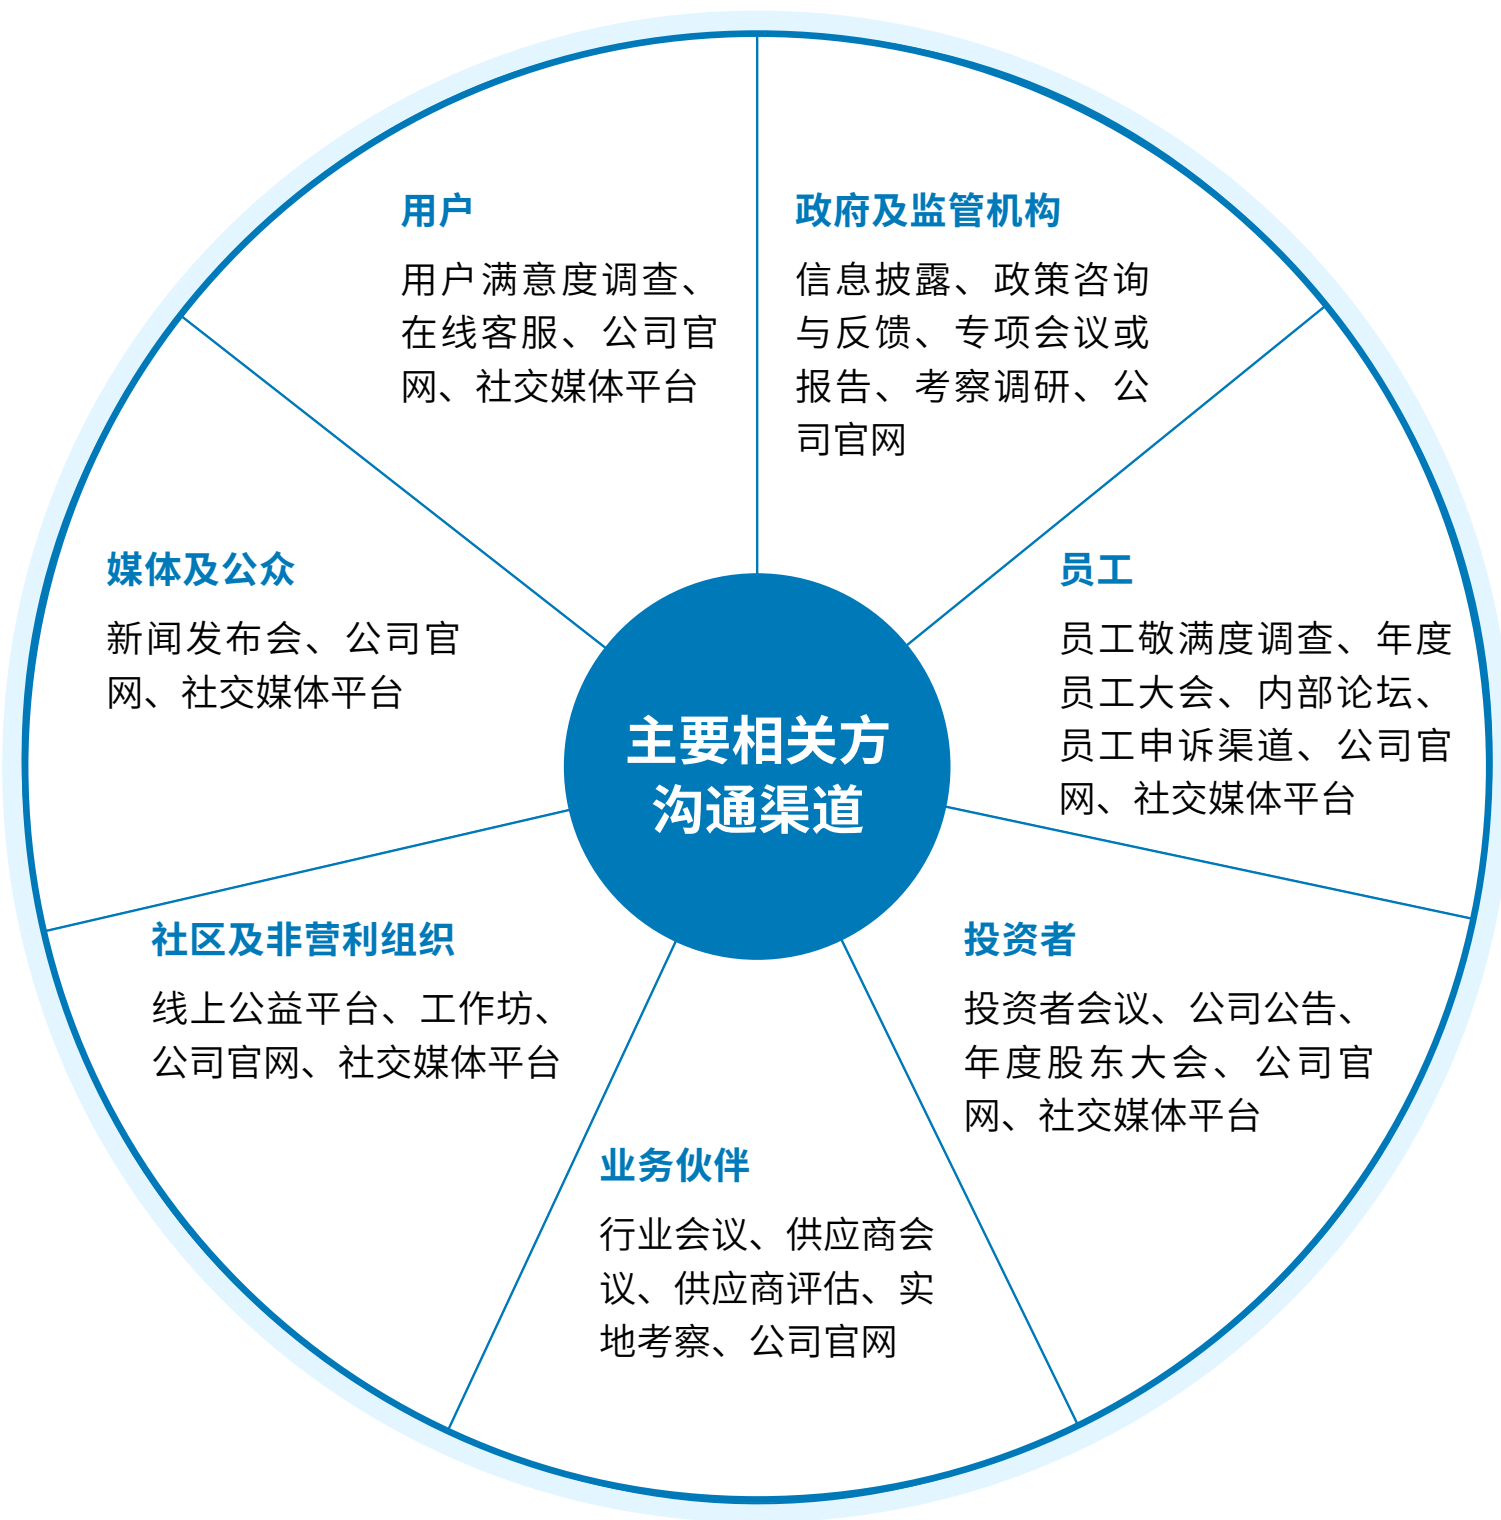 用户
用户满意度调查、
在线客服、公司官
网、社交媒体平台
政府及监管机构
信息披露、政策咨询
与反馈、专项会议或
报告、考察调研、公
司官网
媒体及公众
新闻发布会、公司官
网、社交媒体平台
员工
员工敬满度调查、年度
员工大会、内部论坛、
员工申诉渠道、公司官
网、社交媒体平台
主要相关方
沟通渠道
社区及非营利组织
线上公益平台、工作坊、
公司官网、社交媒体平台
投资者
投资者会议、公司公告、
年度股东大会、公司官
网、社交媒体平台
业务伙伴
行业会议、供应商会
议、供应商评估、实
地考察、公司官网